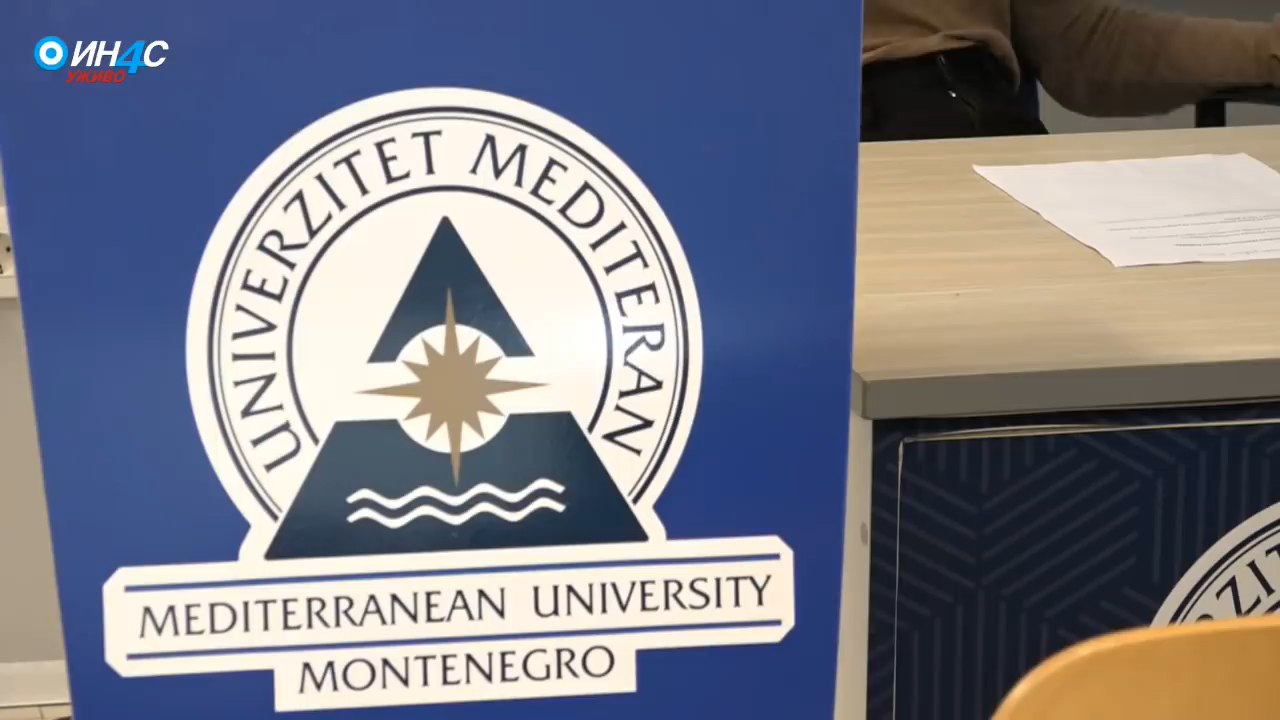 ИН4С
УЖИВО
UNIVERZITET MEDITERAN
MEDITERRANEAN UNIVERSITY
MONTENEGRO